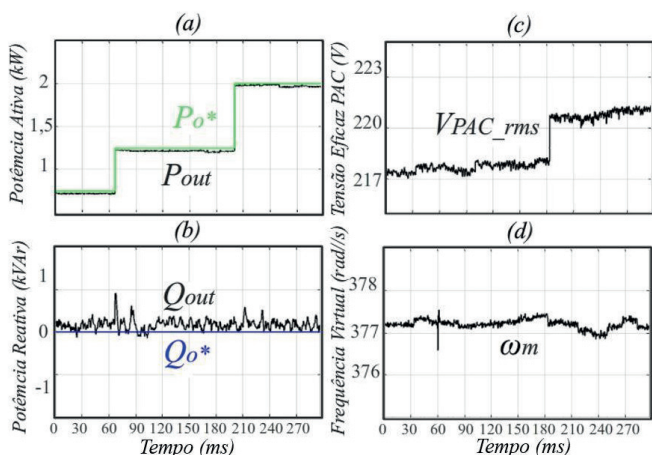 (a)
Potêmcia Ativa (kW)
2
1,5
1
Po*
Pout
(c)
Tensão Eficaz PAC (V)
223
220
217
VPAC_rms
(b)
Potêmcia Reativa (kVAr)
1
0
-1
Qout
Qo*
0 30 60 90 120 150 180 210 240 270
Tempo (ms)
(d)
Frequência Virtual (rad//s)
378
377
376
ωm
0 30 60 90 120 150 180 210 240 270
Tempo (ms)